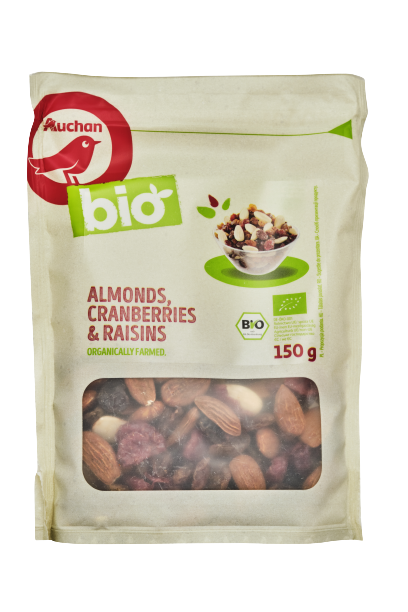 Auchan
bio
ALMONDS,
CRANBERRIES
& RAISINS
ORGANICALLY FARMED.
BIO
150 g